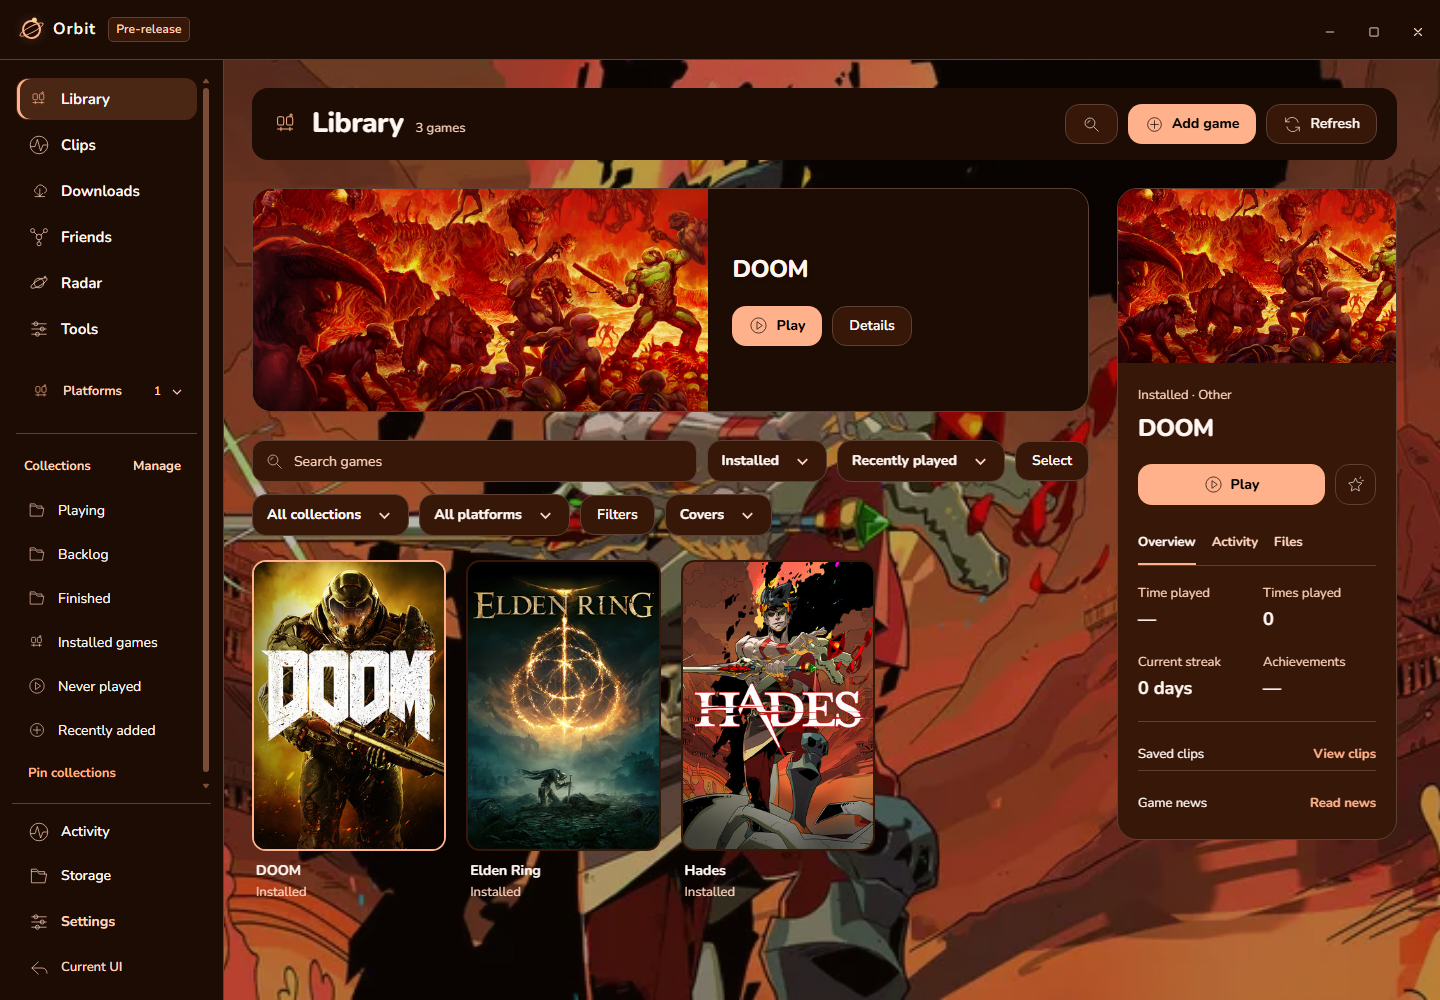 Orbit
Pre-release
Library
Clips
Downloads
Friends
Radar
Tools
Platforms 1
Collections Manage
Playing
Backlog
Finished
Installed games
Never played
Recently added
Pin collections
Activity
Storage
Settings
Current UI
Library 3 games
Add game
Refresh
DOOM
Play
Details
Search games
Installed
Recently played
Select
All collections
All platforms
Filters
Covers
DOOM
ELDEN RING
HADES
DOOM
Installed
Elden Ring
Installed
Hades
Installed
Installed · Other
DOOM
Play
Overview Activity Files
Time played Times played
— 0
Current streak Achievements
0 days —
Saved clips View clips
Game news Read news